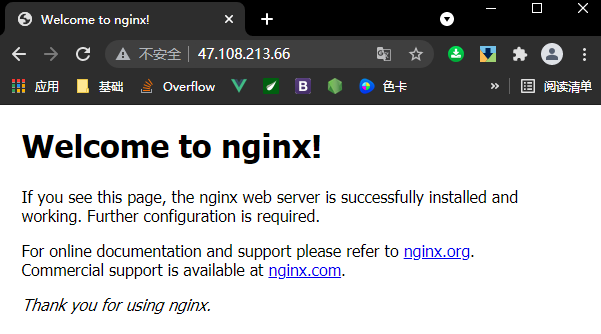 Welcome to nginx!
不安全 47.108.213.66
应用 基础 Overflow B 色卡 » 阅读清单
Welcome to nginx!
If you see this page, the nginx web server is successfully installed and
working. Further configuration is required.
For online documentation and support please refer to nginx.org.
Commercial support is available at nginx.com.
Thank you for using nginx.